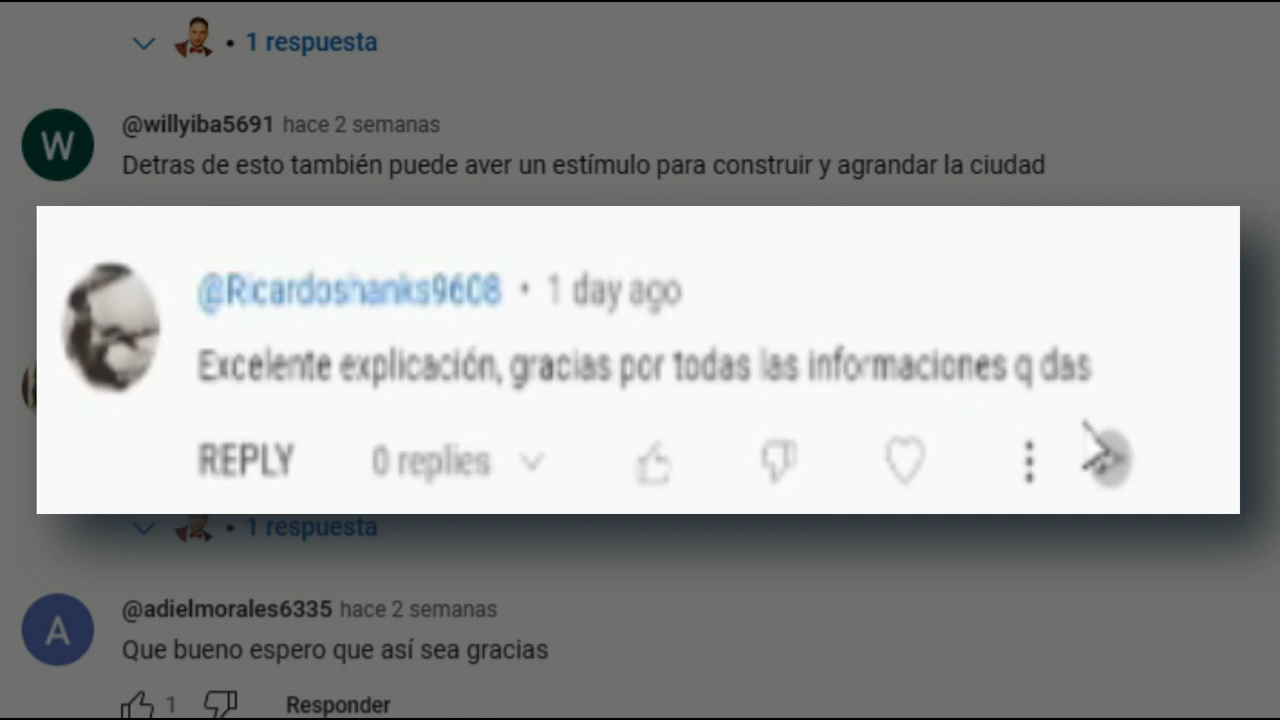 • 1 respuesta
W
@willyiba5691 hace 2 semanas
Detras de esto también puede aver un estímulo para construir y agrandar la ciudad
@Ricardoshanks9608 • 1 day ago
Excelente explicación, gracias por todas las informaciones q das
REPLY 0 replies
• 1 respuesta
A
@adielmorales6335 hace 2 semanas
Que bueno espero que así sea gracias
1 Responder